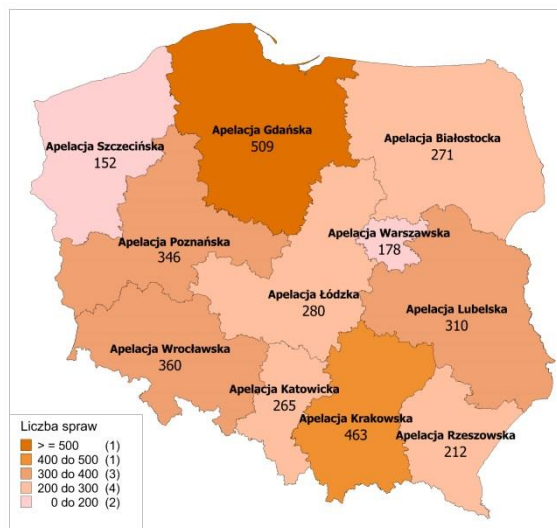 Apelacja Gdańska
509
Apelacja Szczecińska
152
Apelacja Białostocka
271
Apelacja Warszawska
178
Apelacja Poznańska
346
Apelacja Łódzka
280
Apelacja Lubelska
310
Apelacja Wrocławska
360
Apelacja Katowicka
265
Apelacja Krakowska
463
Apelacja Rzeszowska
212
Liczba spraw
> = 500 (1)
400 do 500 (1)
300 do 400 (3)
200 do 300 (4)
0 do 200 (2)